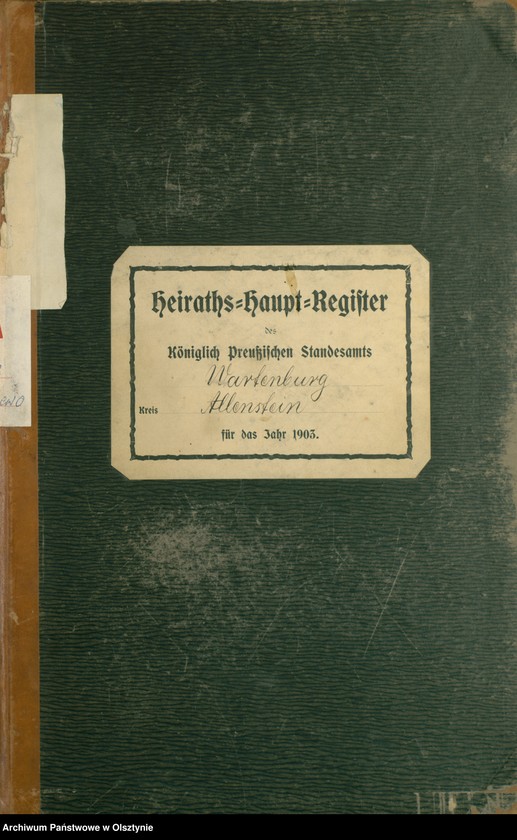 Heiraths-Haupt-Register
des
Königlich Preußischen Standesamts
Wartenburg
Kreis Allenstein
für das Jahr 1903.
Archiwum Państwowe w Olsztynie